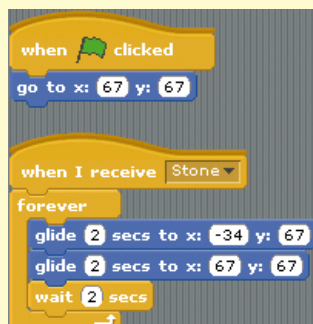 when clicked
go to x: 67 y: 67
when I receive Stone
forever
glide 2 secs to x: -34 y: 67
glide 2 secs to x: 67 y: 67
wait 2 secs